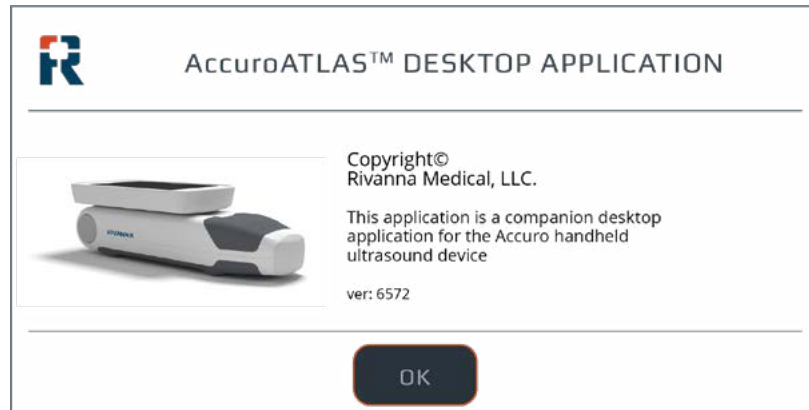 AccuroATLAS™ DESKTOP APPLICATION
Copyright©
Rivanna Medical, LLC.
This application is a companion desktop
application for the Accuro handheld
ultrasound device
ver: 6572
OK